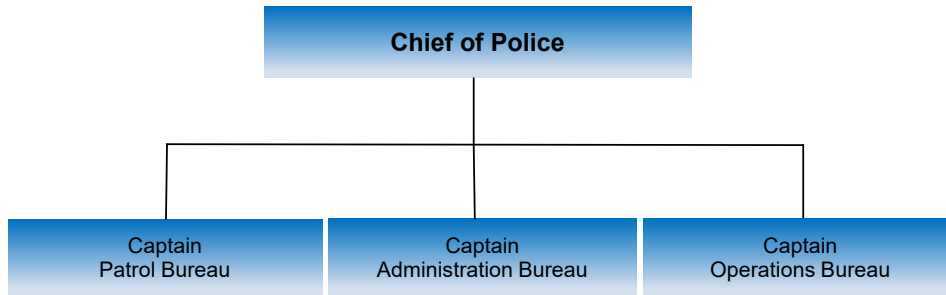 Chief of Police
Captain
Patrol Bureau
Captain
Administration Bureau
Captain
Operations Bureau